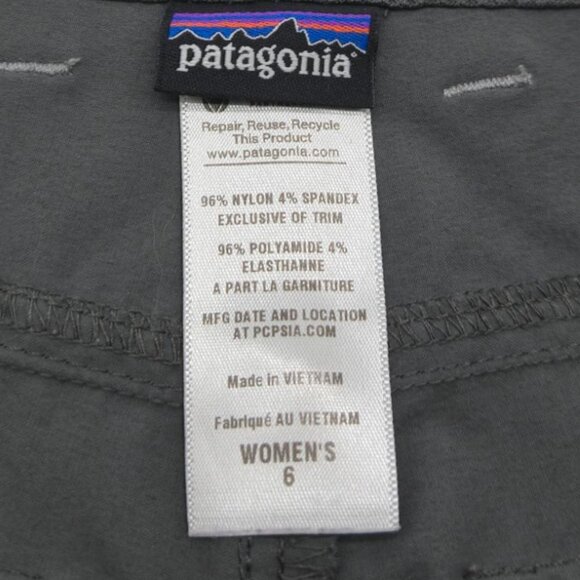 patagonia
Repair, Reuse, Recycle
This Product
www.patagonia.com
96% NYLON 4% SPANDEX
EXCLUSIVE OF TRIM
96% POLYAMIDE 4%
ELASTHANNE
A PART LA GARNITURE
MFG DATE AND LOCATION
AT PCPSIA.COM
Made in VIETNAM
Fabriqué AU VIETNAM
WOMEN'S
6